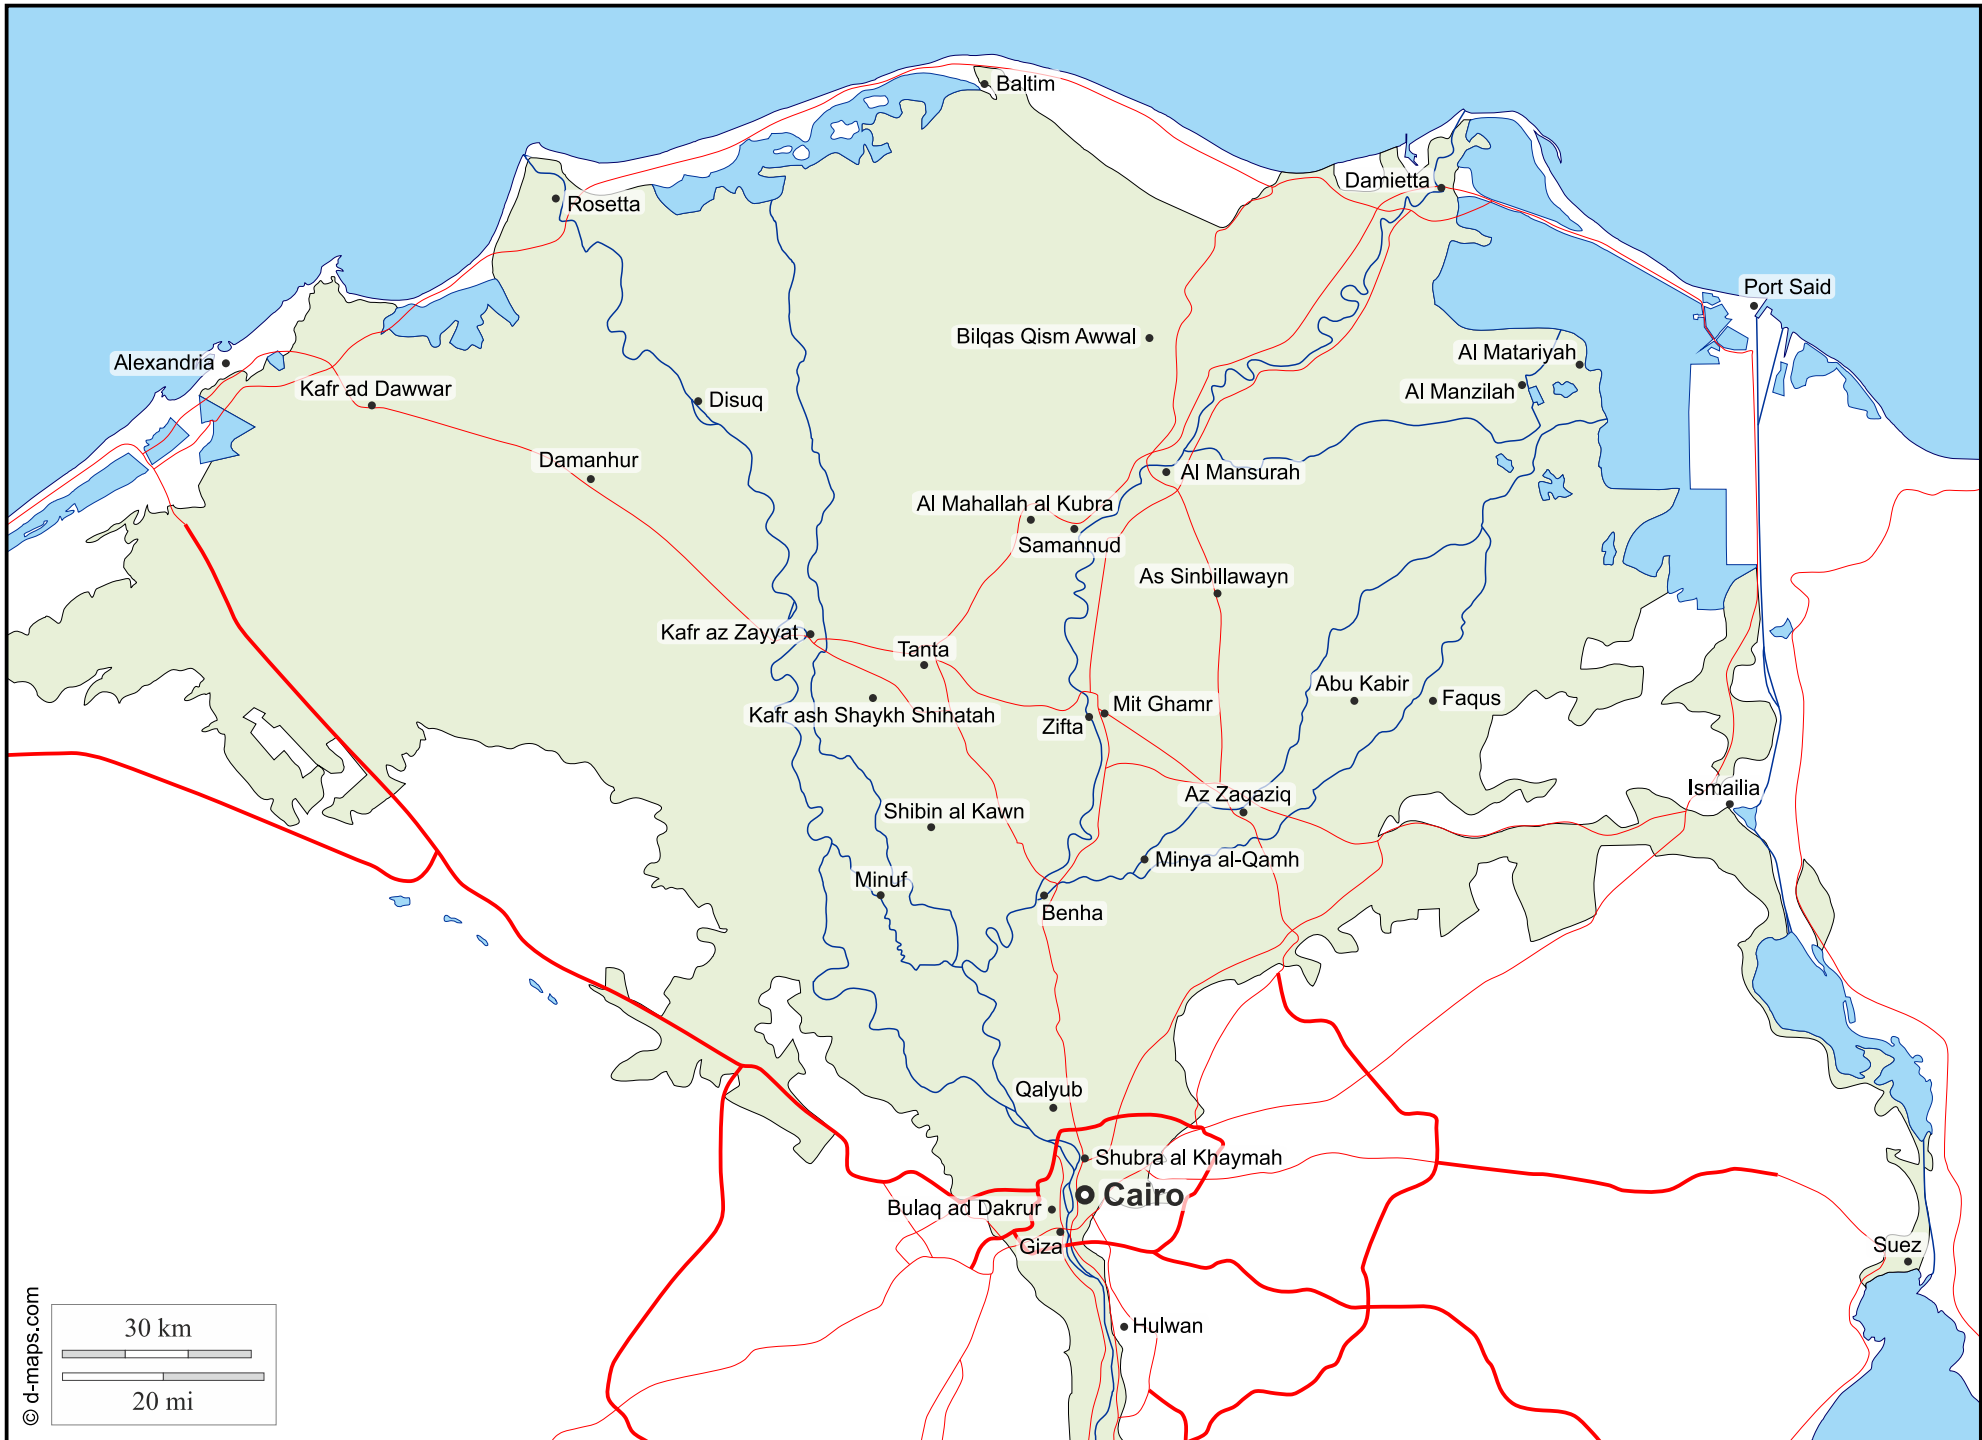 Baltim
Damietta
Rosetta
Port Said
Bilqas Qism Awwal
Al Matariyah
Alexandria
Kafr ad Dawwar
Al Manzilah
Disuq
Damanhur
Al Mansurah
Al Mahallah al Kubra
Samannud
As Sinbillawayn
Kafr az Zayyat
Tanta
Abu Kabir
Faqus
Mit Ghamr
Kafr ash Shaykh Shihatah
Zifta
Ismailia
Az Zaqaziq
Shibin al Kawn
Minya al-Qamh
Minuf
Benha
Qalyub
Shubra al Khaymah
Cairo
Bulaq ad Dakrur
Giza
Suez
Hulwan
30 km
20 mi
© d-maps.com